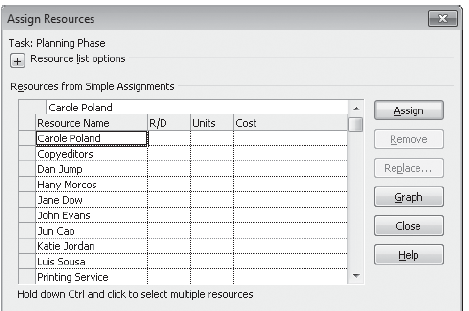 Assign Resources
Task: Planning Phase
+ Resource list options
Resources from Simple Assignments
Carole Poland
Resource Name R/D Units Cost
Carole Poland
Copyeditors
Dan Jump
Hany Morcos
Jane Dow
John Evans
Jun Cao
Katie Jordan
Luis Sousa
Printing Service
Assign
Remove
Replace...
Graph
Close
Help
Hold down Ctrl and click to select multiple resources